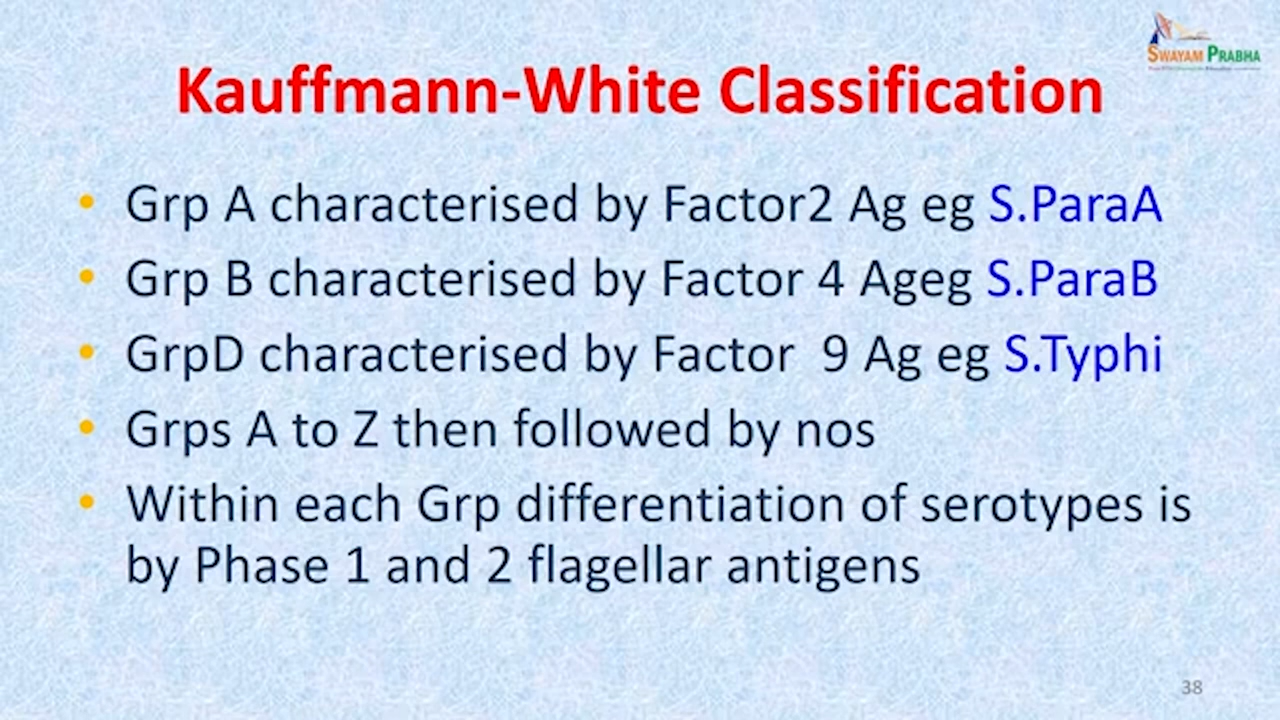 SWAYAM PRABHA
Kauffmann-White Classification
• Grp A characterised by Factor2 Ag eg S.ParaA
• Grp B characterised by Factor 4 Ageg S.ParaB
• GrpD characterised by Factor  9 Ag eg S.Typhi
• Grps A to Z then followed by nos
• Within each Grp differentiation of serotypes is
by Phase 1 and 2 flagellar antigens
38